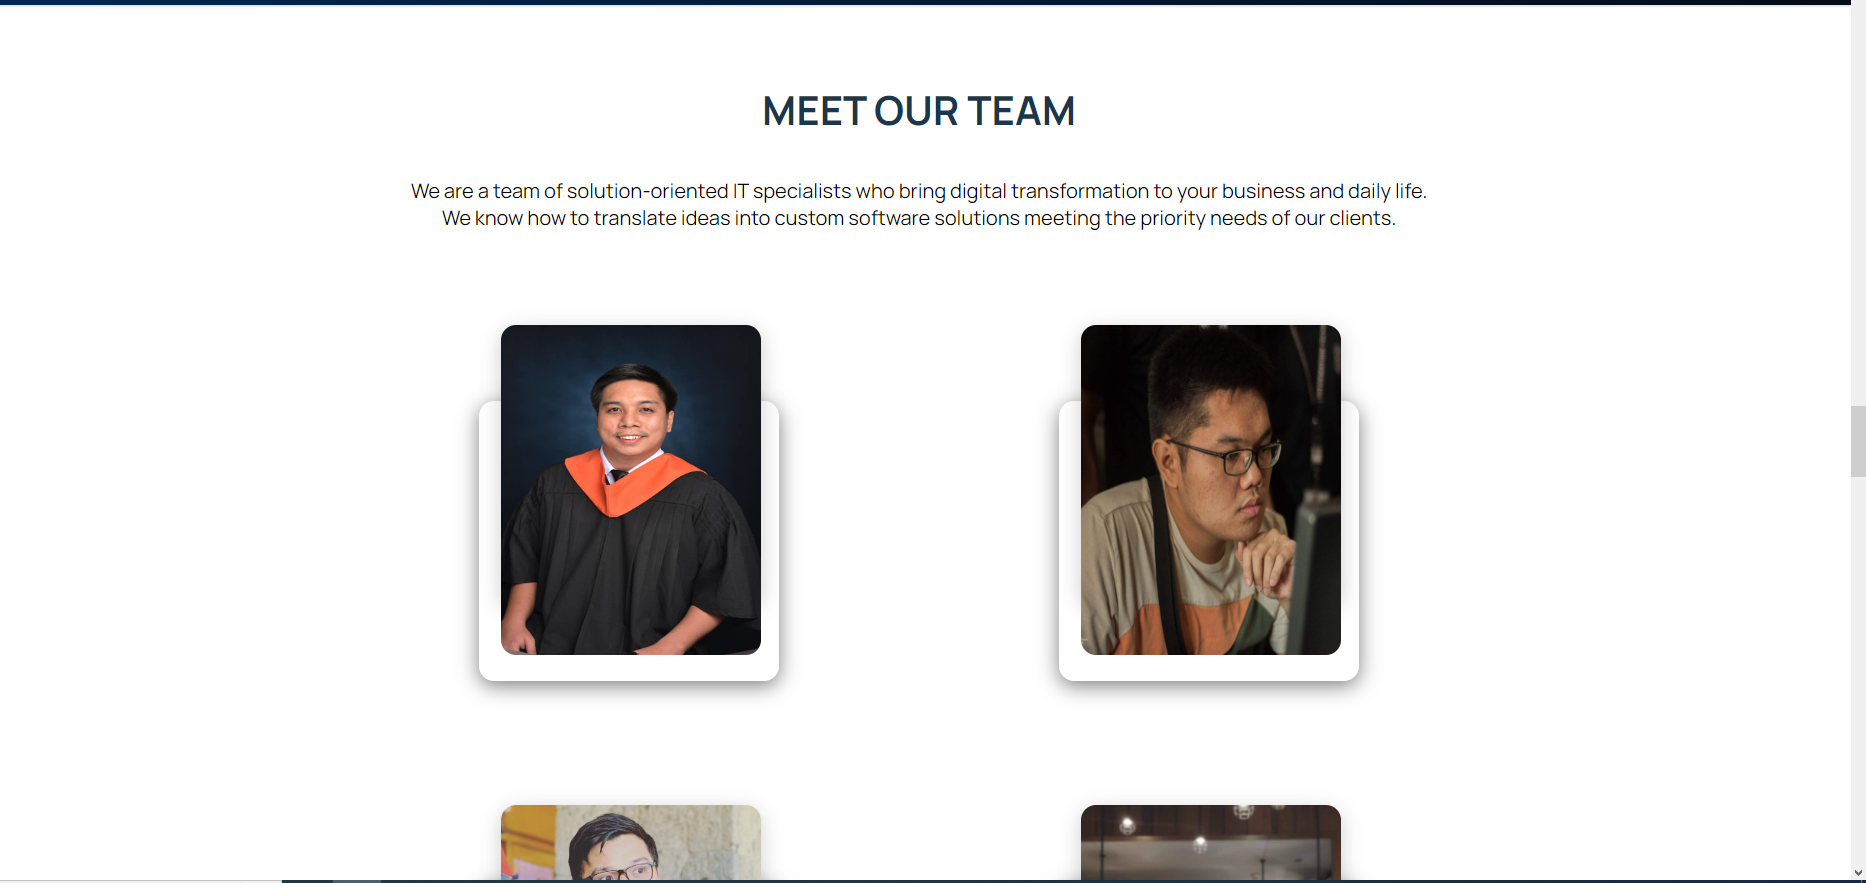 MEET OUR TEAM
We are a team of solution-oriented IT specialists who bring digital transformation to your business and daily life.
We know how to translate ideas into custom software solutions meeting the priority needs of our clients.